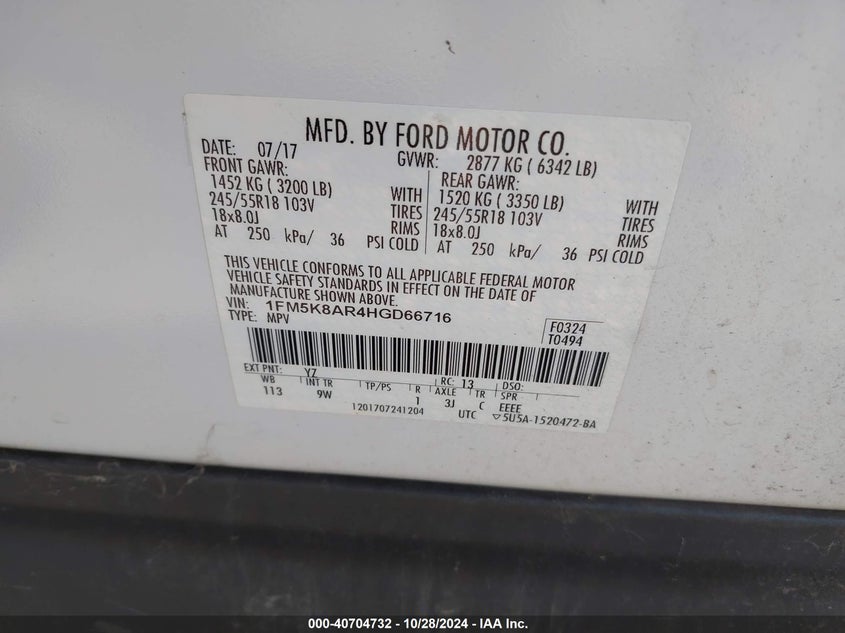 MFD. BY FORD MOTOR CO.
DATE: 07/17 GVWR: 2877 KG ( 6342 LB)
FRONT GAWR: REAR GAWR:
1452 KG ( 3200 LB) WITH 1520 KG ( 3350 LB) WITH
245/55R18 103V TIRES 245/55R18 103V TIRES
18x8.0J RIMS 18x8.0J RIMS
AT 250 kPa/ 36 PSI COLD AT 250 kPa/ 36 PSI COLD
THIS VEHICLE CONFORMS TO ALL APPLICABLE FEDERAL MOTOR
VEHICLE SAFETY STANDARDS IN EFFECT ON THE DATE OF
MANUFACTURE SHOWN ABOVE.
VIN: 1FM5K8AR4HGD66716
TYPE: MPV
F0324
T0494
EXT PNT: YZ RC: 13 DSO:
WB INT TR TP/PS R AXLE TR SPR
113 9W 1 3J C EEEE
1201707241204 UTC ▽5U5A-1520472-BA
000-40704732 - 10/28/2024 - IAA Inc.